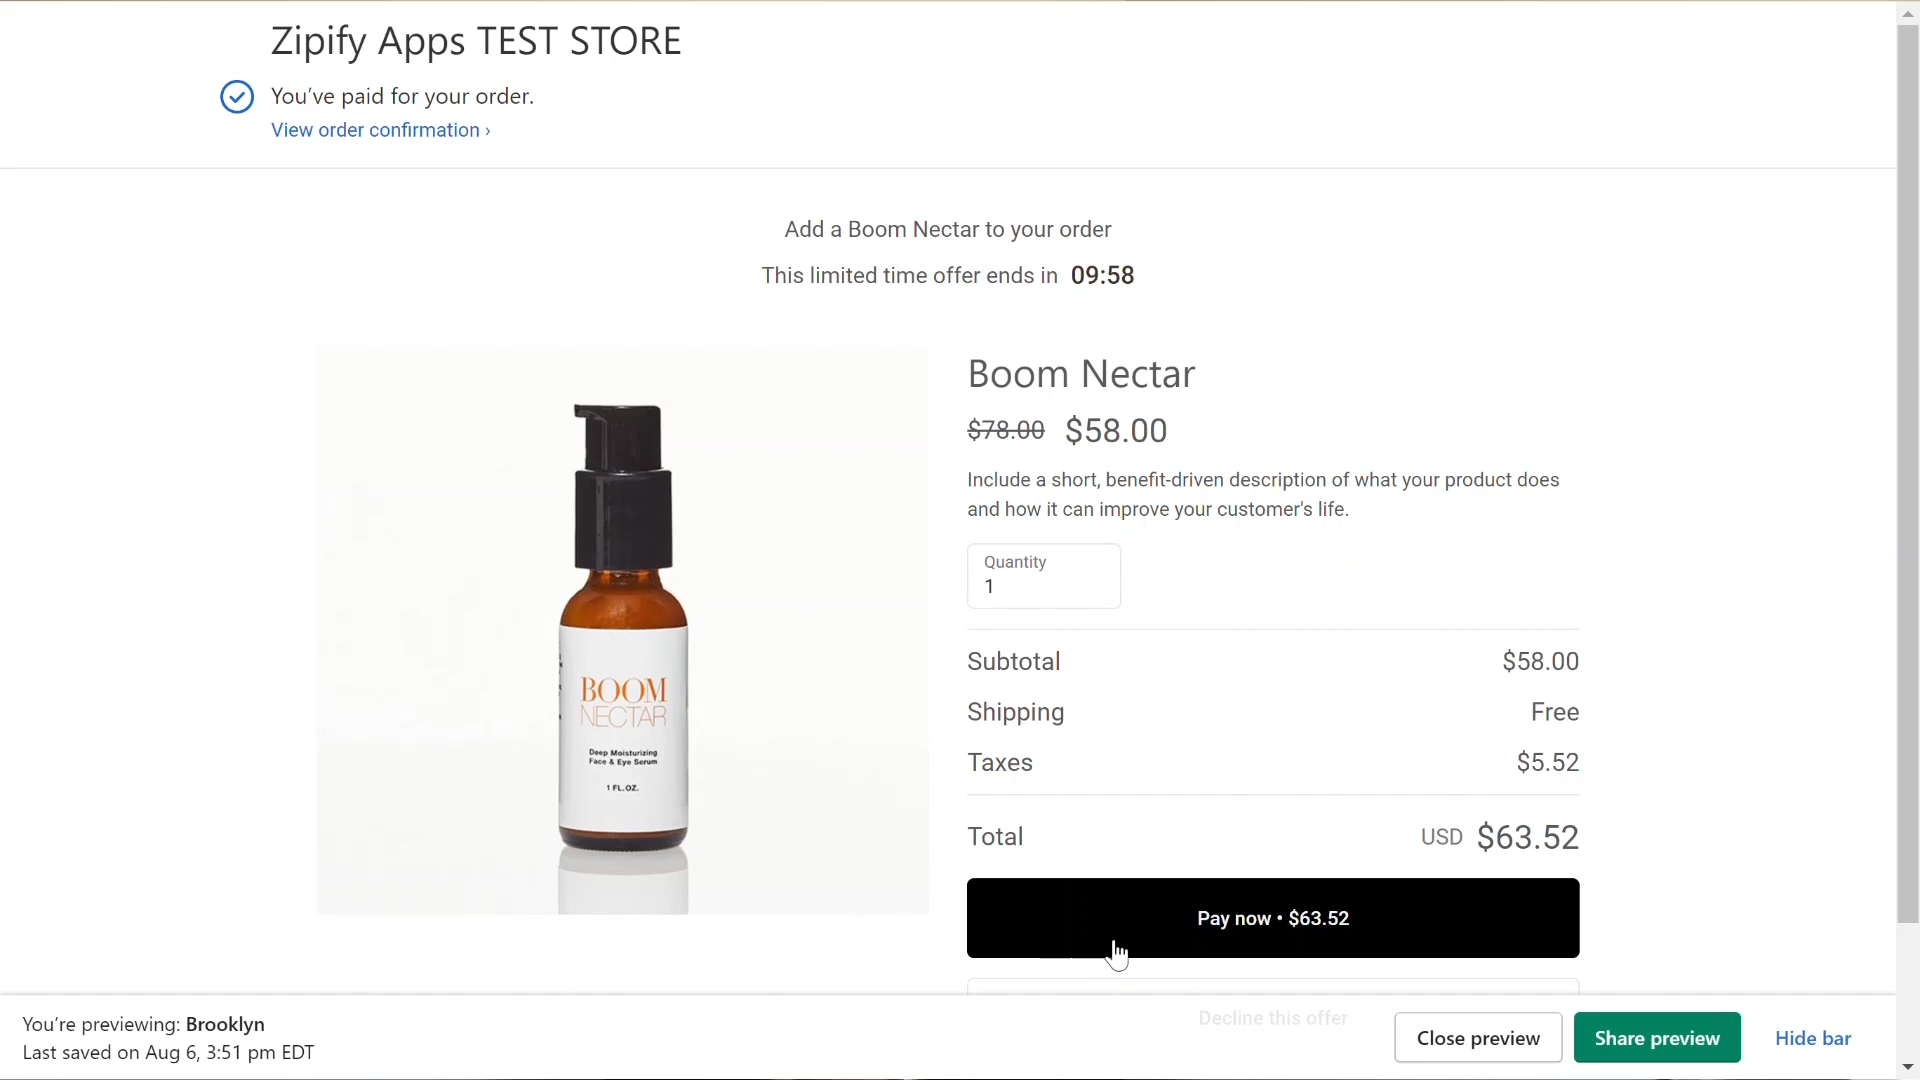 Zipify Apps TEST STORE
You've paid for your order.
View order confirmation ›
Add a Boom Nectar to your order
This limited time offer ends in 09:58
BOOM
NECTAR
Deep Moisturizing
Face & Eye Serum
1 FL.OZ.
Boom Nectar
$78.00 $58.00
Include a short, benefit-driven description of what your product does
and how it can improve your customer's life.
Quantity
1
Subtotal $58.00
Shipping Free
Taxes $5.52
Total USD $63.52
Pay now • $63.52
Decline this offer
You're previewing: Brooklyn
Last saved on Aug 6, 3:51 pm EDT
Close preview
Share preview
Hide bar